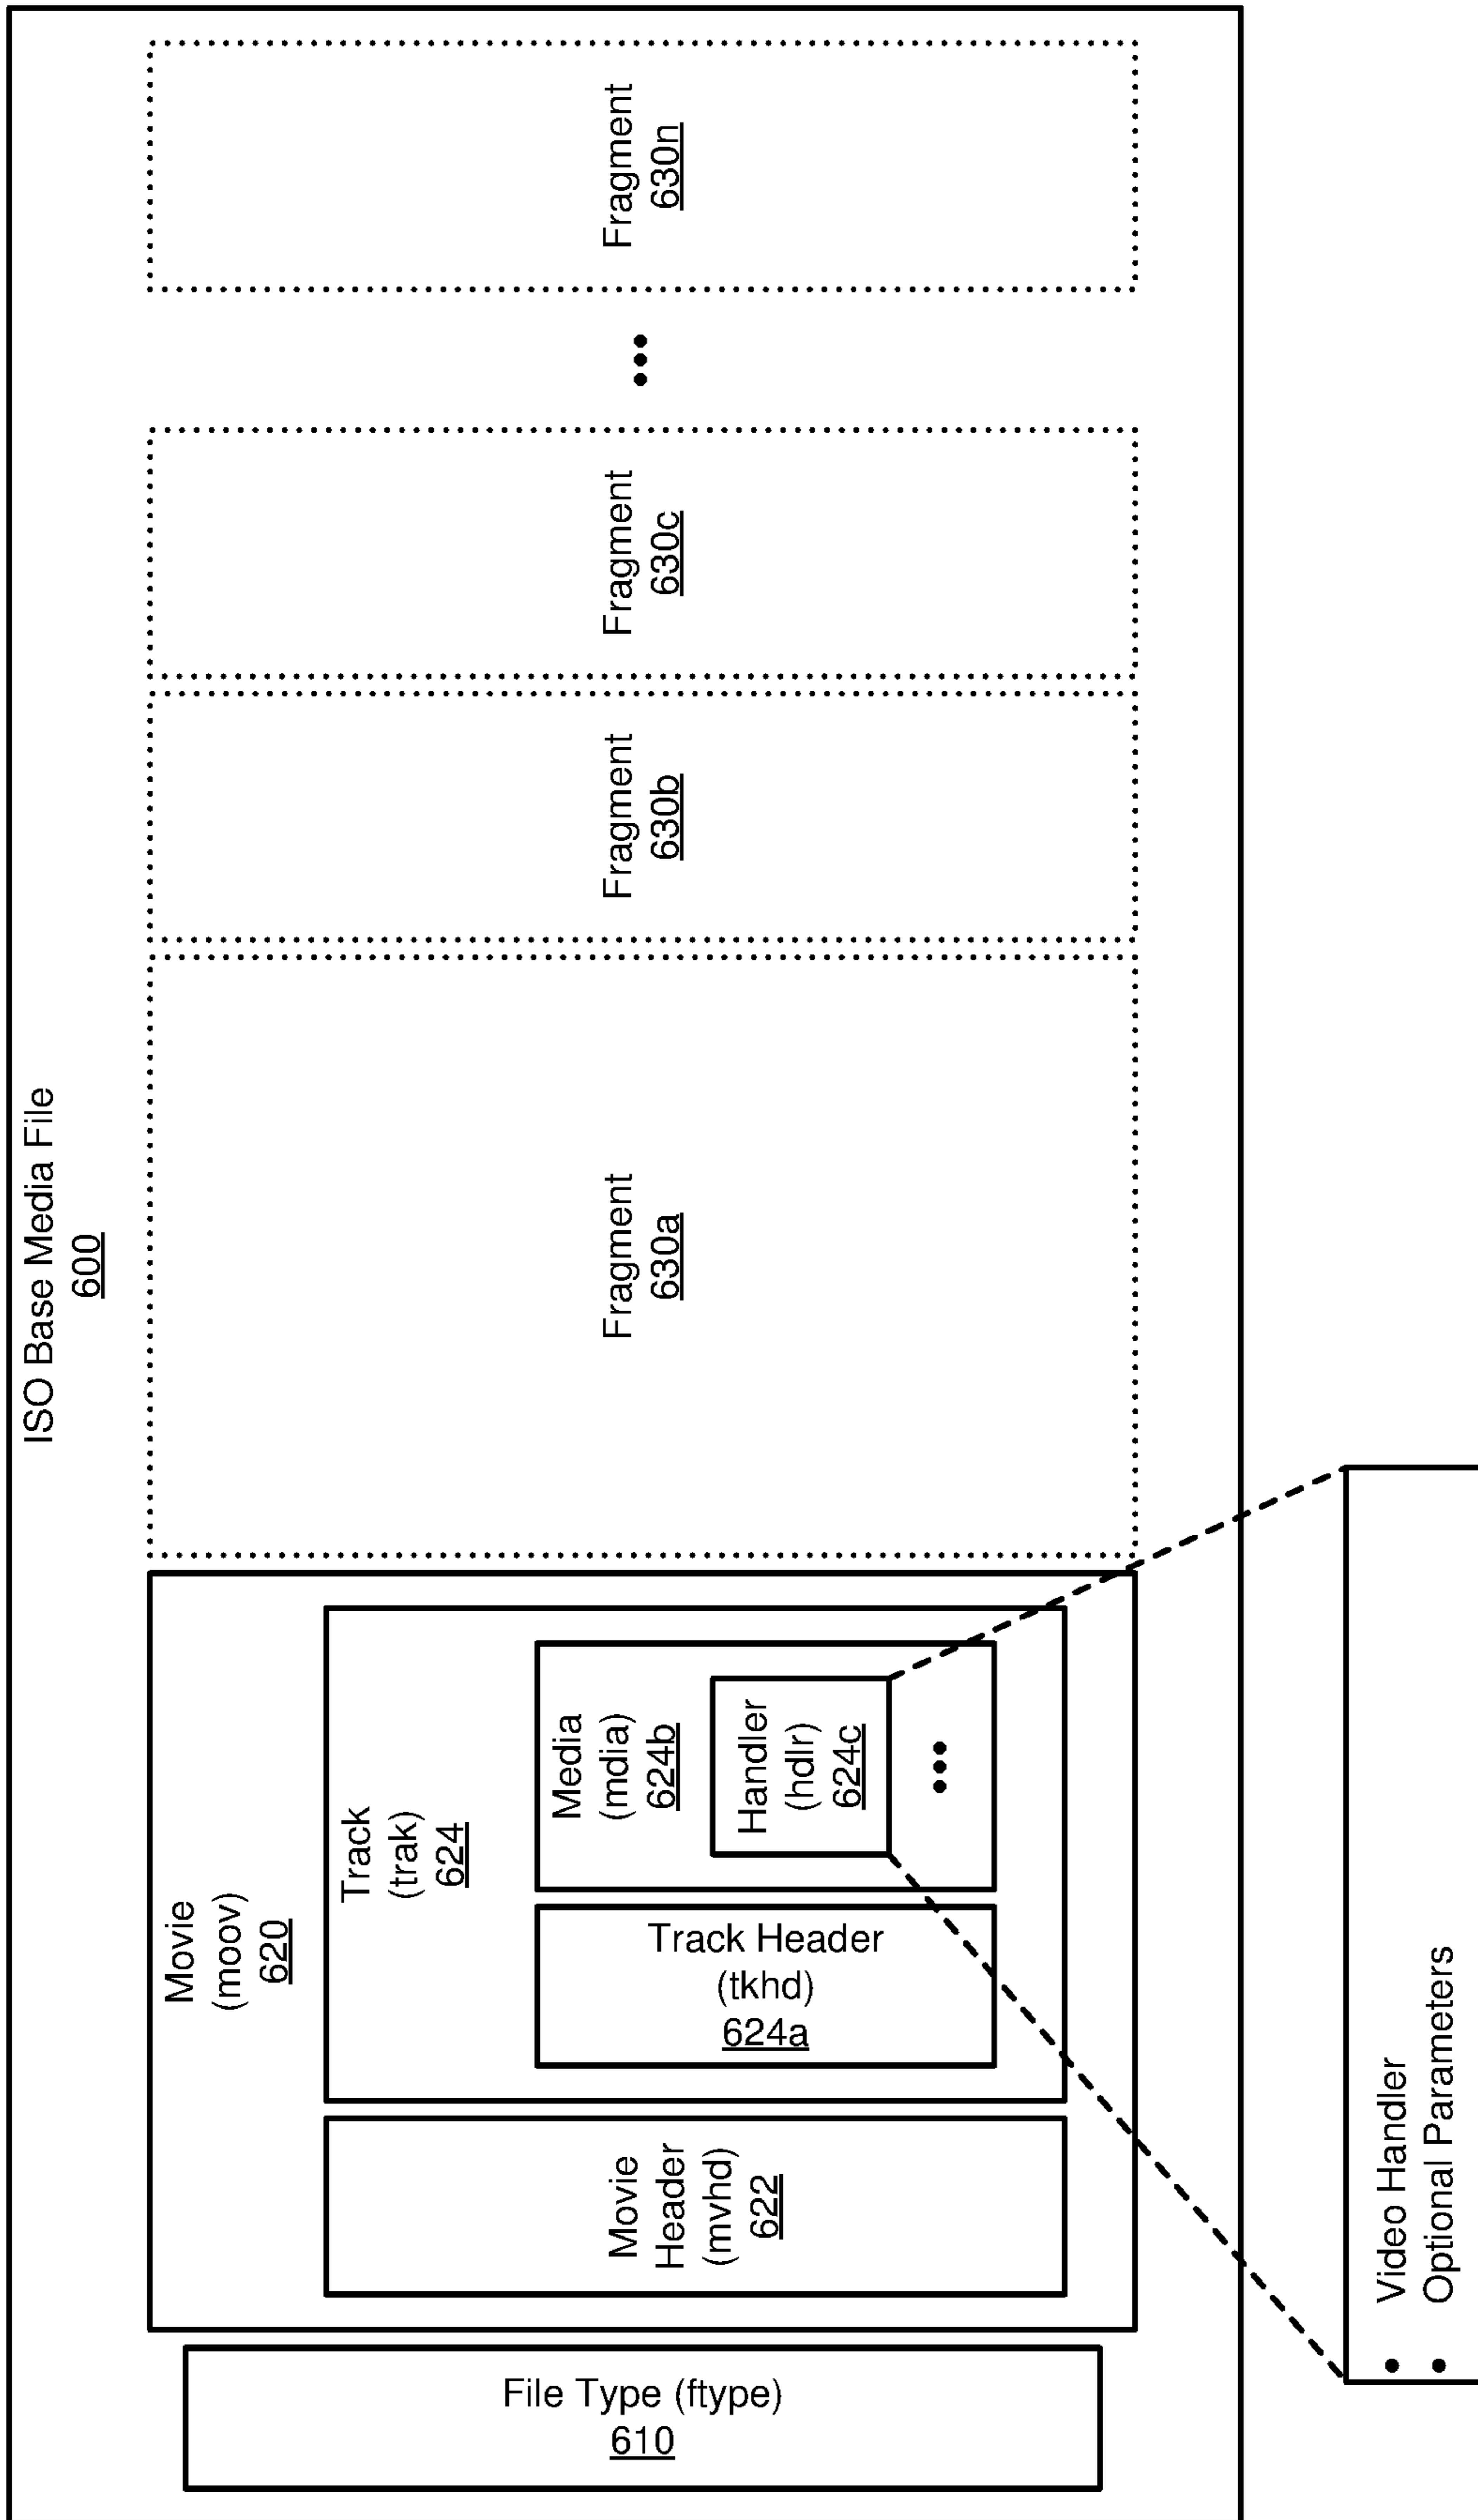 ISO Base Media File
600
File Type (ftype)
610
Movie
(moov)
620
Movie
Header
(mvhd)
622
Track
(trak)
624
Track Header
(tkhd)
624a
Media
(mdia)
624b
Handler
(hdlr)
624c
•••
Fragment
630a
Fragment
630b
Fragment
630c
•••
Fragment
630n
• Video Handler
• Optional Parameters